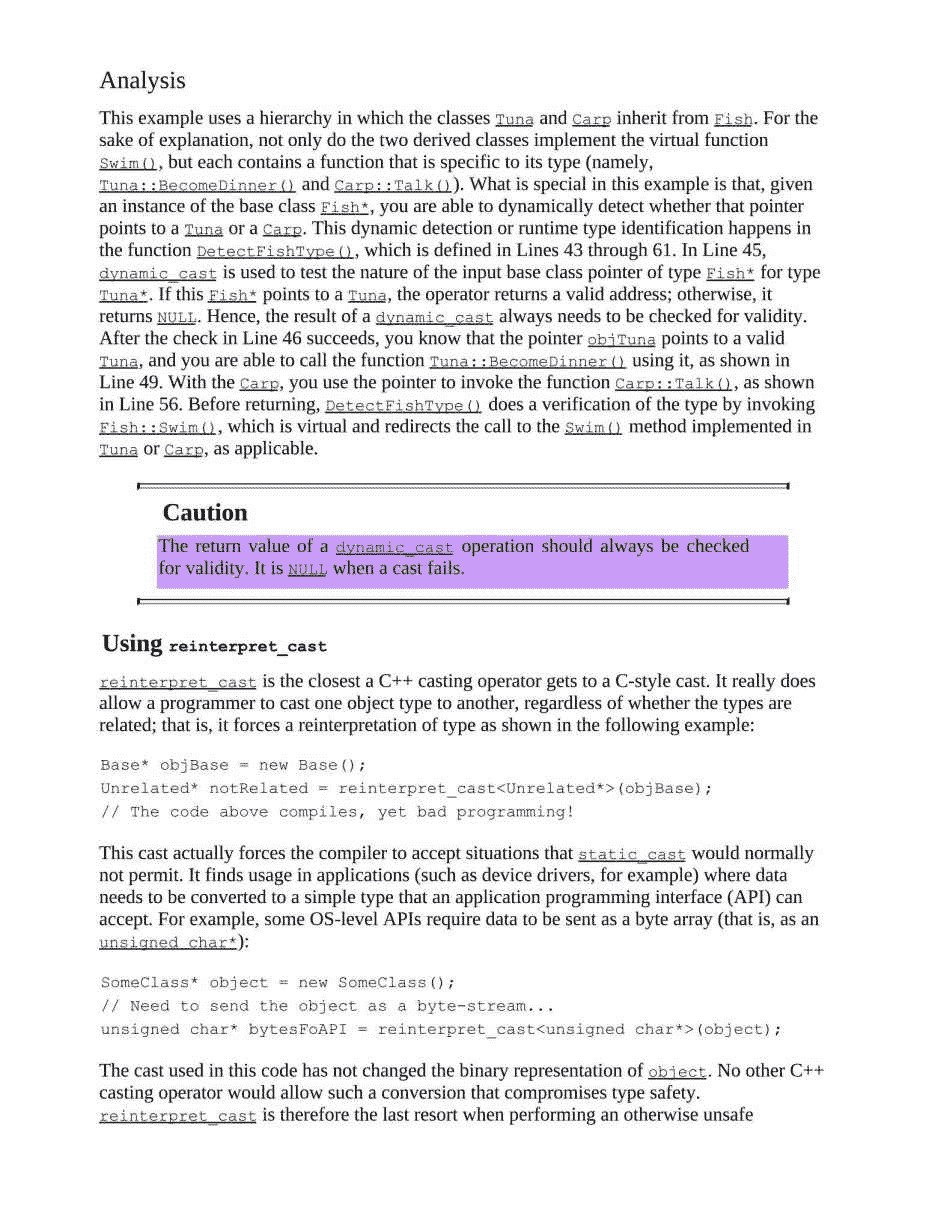 Analysis
This example uses a hierarchy in which the classes Tuna and Carp inherit from Fish. For the
sake of explanation, not only do the two derived classes implement the virtual function
Swim(), but each contains a function that is specific to its type (namely,
Tuna::BecomeDinner() and Carp::Talk()). What is special in this example is that, given
an instance of the base class Fish*, you are able to dynamically detect whether that pointer
points to a Tuna or a Carp. This dynamic detection or runtime type identification happens in
the function DetectFishType(), which is defined in Lines 43 through 61. In Line 45,
dynamic_cast is used to test the nature of the input base class pointer of type Fish* for type
Tuna*. If this Fish* points to a Tuna, the operator returns a valid address; otherwise, it
returns NULL. Hence, the result of a dynamic_cast always needs to be checked for validity.
After the check in Line 46 succeeds, you know that the pointer objTuna points to a valid
Tuna, and you are able to call the function Tuna::BecomeDinner() using it, as shown in
Line 49. With the Carp, you use the pointer to invoke the function Carp::Talk(), as shown
in Line 56. Before returning, DetectFishType() does a verification of the type by invoking
Fish::Swim(), which is virtual and redirects the call to the Swim() method implemented in
Tuna or Carp, as applicable.
Caution
The return value of a dynamic_cast operation should always be checked
for validity. It is NULL when a cast fails.
Using reinterpret_cast
reinterpret_cast is the closest a C++ casting operator gets to a C-style cast. It really does
allow a programmer to cast one object type to another, regardless of whether the types are
related; that is, it forces a reinterpretation of type as shown in the following example:
Base* objBase = new Base();
Unrelated* notRelated = reinterpret_cast<Unrelated*>(objBase);
// The code above compiles, yet bad programming!
This cast actually forces the compiler to accept situations that static_cast would normally
not permit. It finds usage in applications (such as device drivers, for example) where data
needs to be converted to a simple type that an application programming interface (API) can
accept. For example, some OS-level APIs require data to be sent as a byte array (that is, as an
unsigned char*):
SomeClass* object = new SomeClass();
// Need to send the object as a byte-stream...
unsigned char* bytesFoAPI = reinterpret_cast<unsigned char*>(object);
The cast used in this code has not changed the binary representation of object. No other C++
casting operator would allow such a conversion that compromises type safety.
reinterpret_cast is therefore the last resort when performing an otherwise unsafe